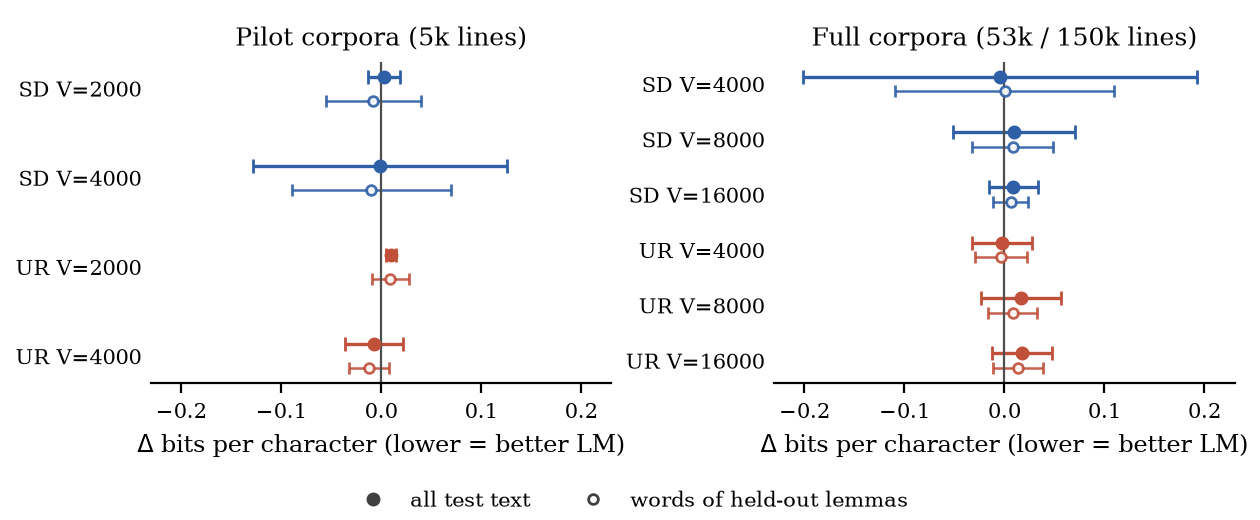 Pilot corpora (5k lines)
SD V=2000
SD V=4000
UR V=2000
UR V=4000
−0.2 −0.1 0.0 0.1 0.2
Δ bits per character (lower = better LM)
Full corpora (53k / 150k lines)
SD V=4000
SD V=8000
SD V=16000
UR V=4000
UR V=8000
UR V=16000
−0.2 −0.1 0.0 0.1 0.2
Δ bits per character (lower = better LM)
all test text
words of held-out lemmas